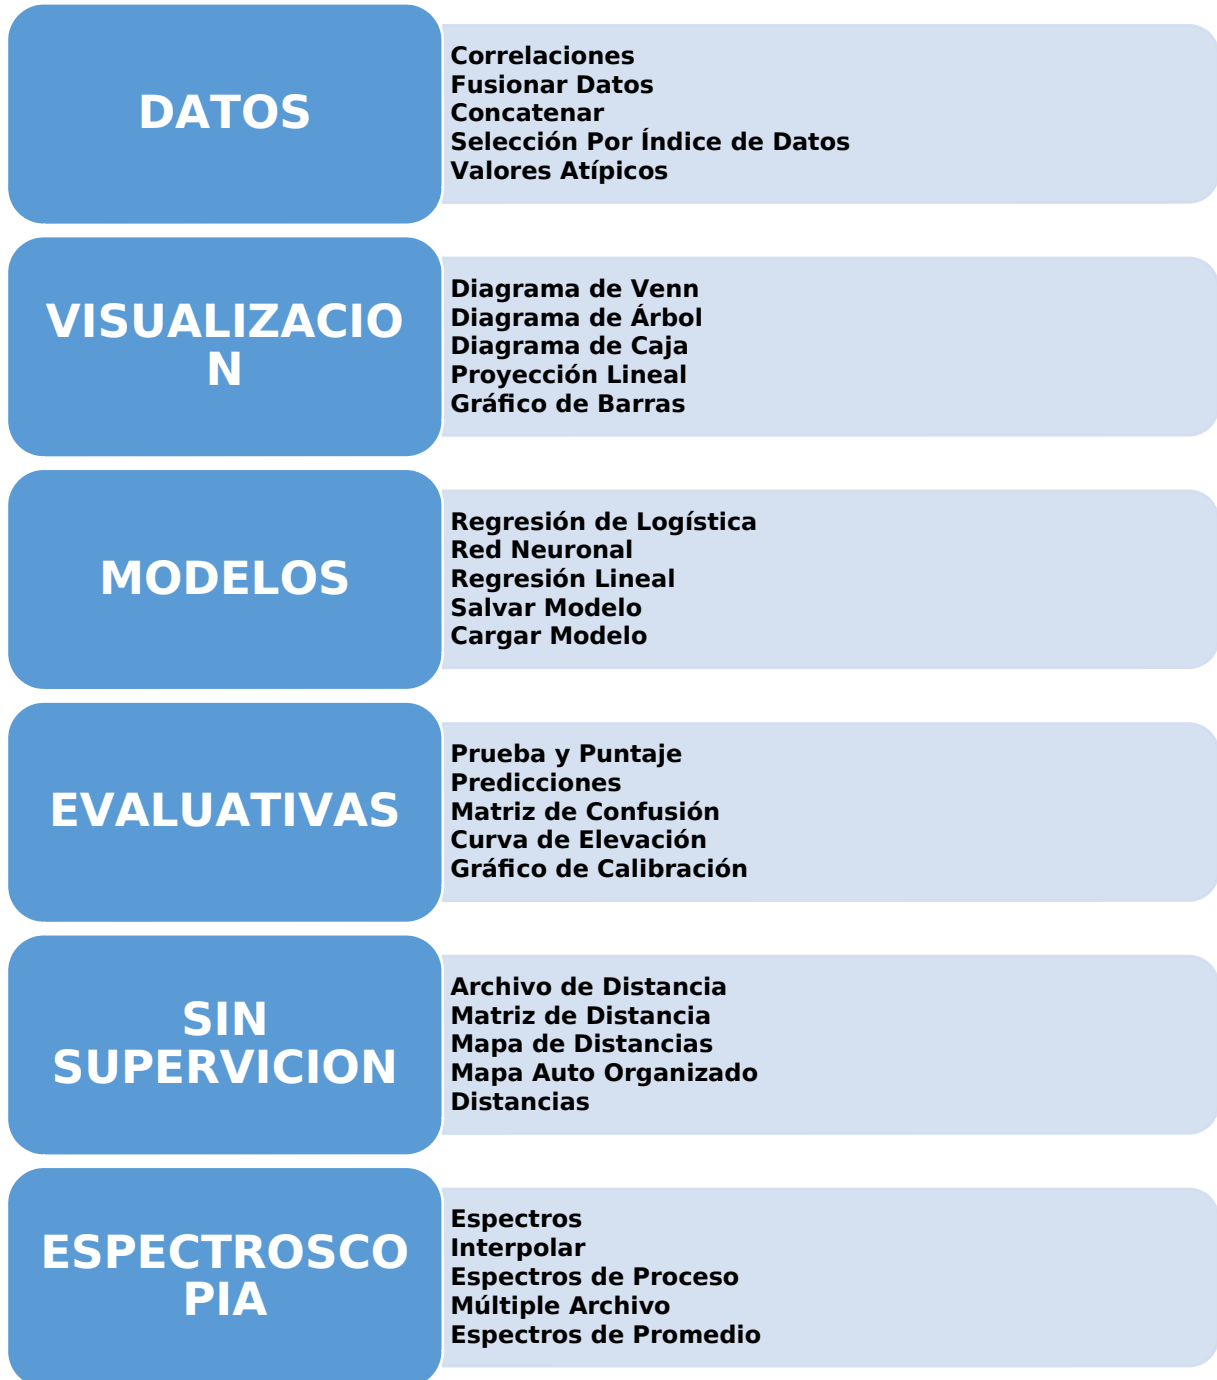 DATOS
Correlaciones
Fusionar Datos
Concatenar
Selección Por Índice de Datos
Valores Atípicos
VISUALIZACIO
N
Diagrama de Venn
Diagrama de Árbol
Diagrama de Caja
Proyección Lineal
Gráfico de Barras
MODELOS
Regresión de Logística
Red Neuronal
Regresión Lineal
Salvar Modelo
Cargar Modelo
EVALUATIVAS
Prueba y Puntaje
Predicciones
Matriz de Confusión
Curva de Elevación
Gráfico de Calibración
SIN
SUPERVICION
Archivo de Distancia
Matriz de Distancia
Mapa de Distancias
Mapa Auto Organizado
Distancias
ESPECTROSCO
PIA
Espectros
Interpolar
Espectros de Proceso
Múltiple Archivo
Espectros de Promedio